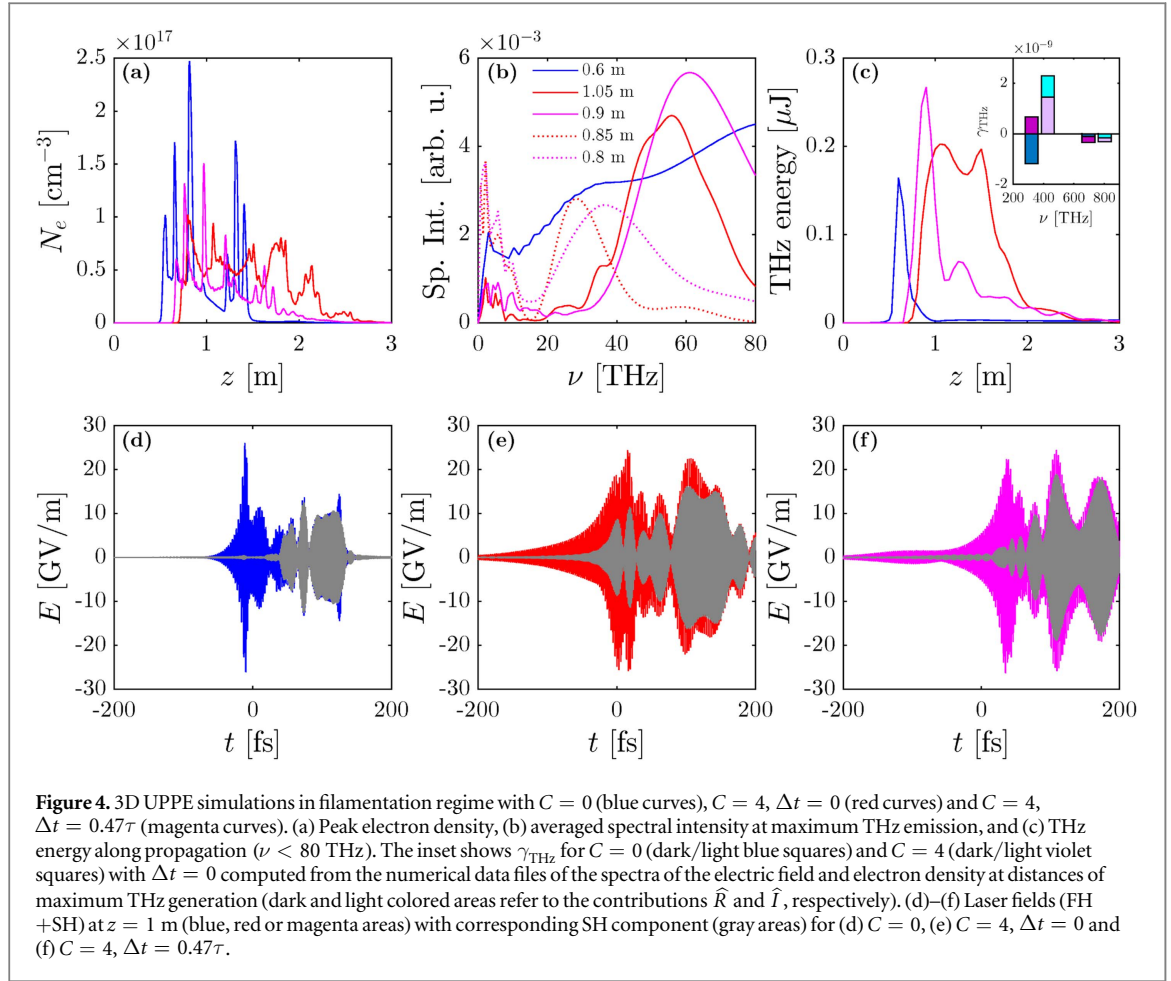 ×10¹⁷
2.5
2
1.5
1
0.5
0
(a)
Nₑ [cm⁻³]
0 1 2 3
z [m]
×10⁻³
6
4
2
0
(b)
0.6 m
1.05 m
0.9 m
0.85 m
0.8 m
Sp. Int. [arb. u.]
0 20 40 60 80
ν [THz]
0.3
0.2
0.1
0
(c)
THz energy [μJ]
0 1 2 3
z [m]
×10⁻⁹
2
0
-2
γTHz
200 400 600 800
ν [THz]
30
20
10
0
-10
-20
-30
(d)
E [GV/m]
-200 0 200
t [fs]
30
20
10
0
-10
-20
-30
(e)
E [GV/m]
-200 0 200
t [fs]
30
20
10
0
-10
-20
-30
(f)
E [GV/m]
-200 0 200
t [fs]
Figure 4. 3D UPPE simulations in filamentation regime with C = 0 (blue curves), C = 4, Δt = 0 (red curves) and C = 4,
Δt = 0.47τ (magenta curves). (a) Peak electron density, (b) averaged spectral intensity at maximum THz emission, and (c) THz
energy along propagation (ν < 80 THz). The inset shows γTHz for C = 0 (dark/light blue squares) and C = 4 (dark/light violet
squares) with Δt = 0 computed from the numerical data files of the spectra of the electric field and electron density at distances of
maximum THz generation (dark and light colored areas refer to the contributions R̂ and Î, respectively). (d)–(f) Laser fields (FH
+SH) at z = 1 m (blue, red or magenta areas) with corresponding SH component (gray areas) for (d) C = 0, (e) C = 4, Δt = 0 and
(f) C = 4, Δt = 0.47τ.